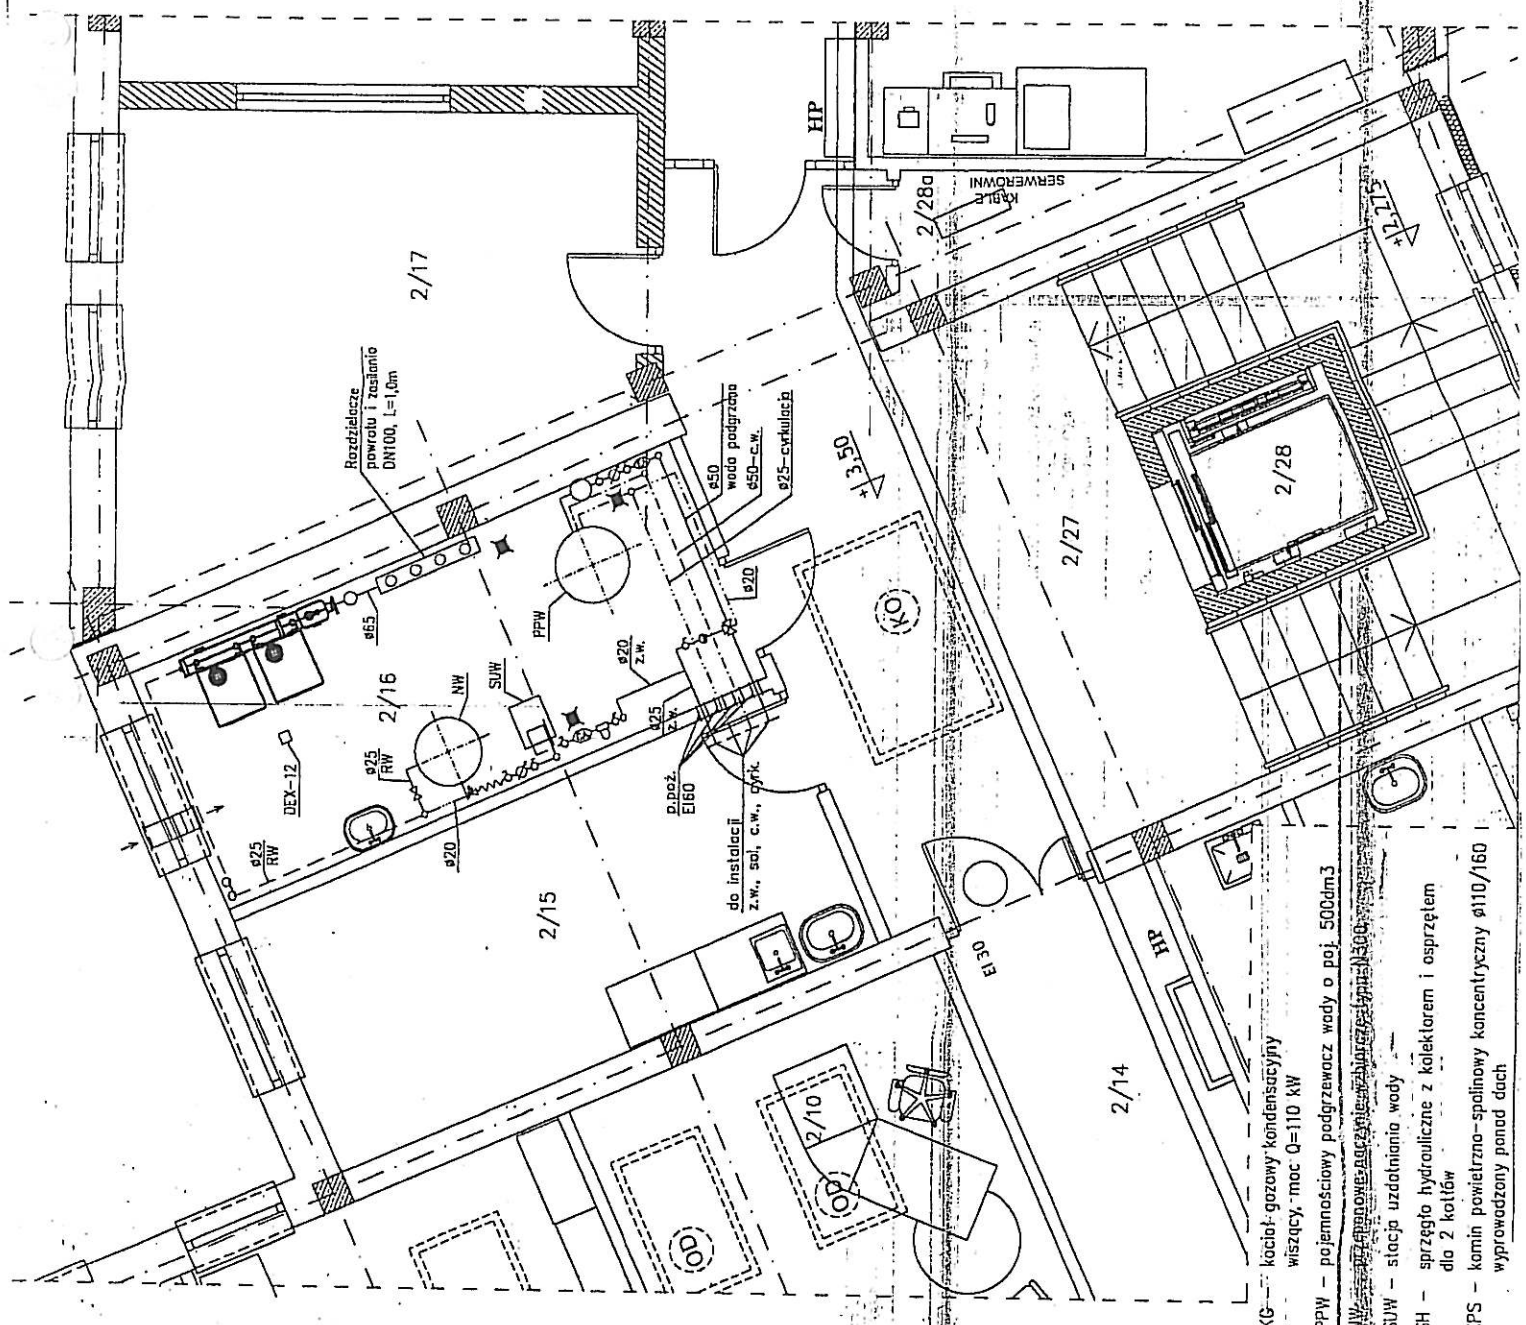 2/17
HP
2/28a
KABLE
SERWEROWNI
+2,275
Rozdzielacze
powrotu i zasilania
DN100, L=1,0m
ø65
2/16
DEX-12
ø25
RW
NW
SUW
PPW
ø20
z.w.
ø25
z.w.
ø50
woda podgrzana
ø50-c.w.
ø25-cyrkulacja
ø20
+3,50
2/27
2/28
KO
ø25
RW
ø20
p.poż.
EI60
do instalacji
z.w., sol, c.w., cyrk.
2/15
EI 30
HP
2/14
2/10
OD
OD
KG - kocioł gazowy kondensacyjny
wiszący, moc Q=110 kW
PPW - pojemnościowy podgrzewacz wody o poj. 500dm3
SUW - stacja uzdatniania wody
SH - sprzęgło hydrauliczne z kolektorem i osprzętem
dla 2 kotłów
KPS - komin powietrzno-spalinowy koncentryczny ø110/160
wyprowadzony ponad dach